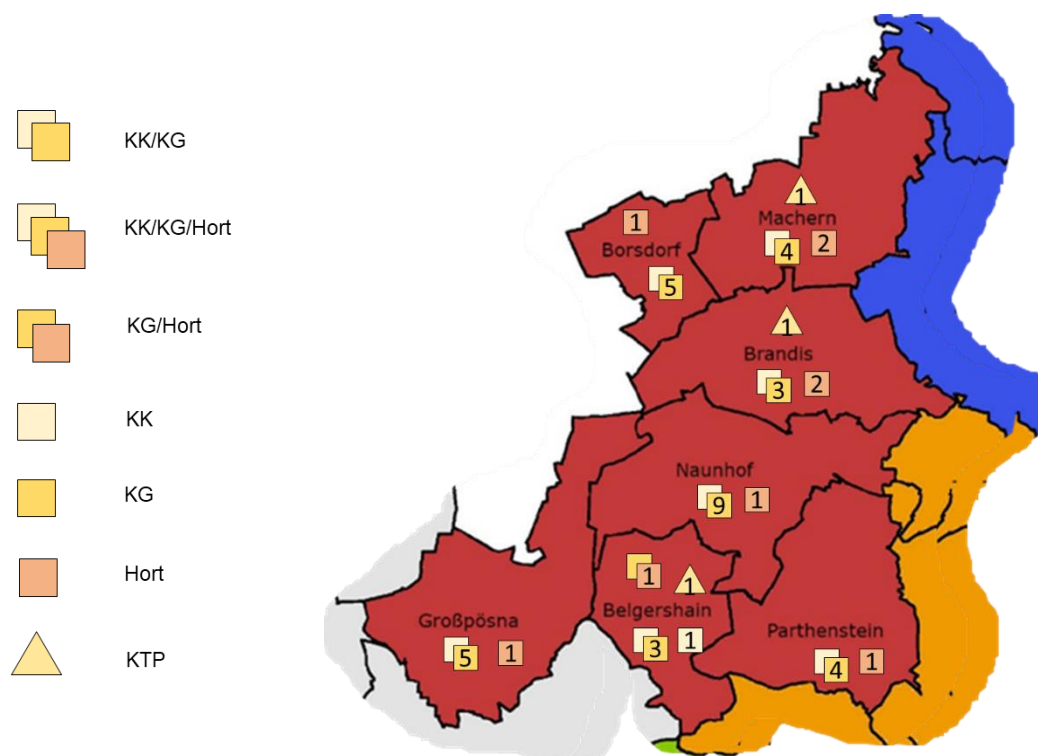 KK/KG
KK/KG/Hort
KG/Hort
KK
KG
Hort
KTP
1
Machern
4
2
1
Borsdorf
5
1
Brandis
3
2
Naunhof
9
1
1
1
Belgershain
3
1
Großpösna
5
1
Parthenstein
4
1